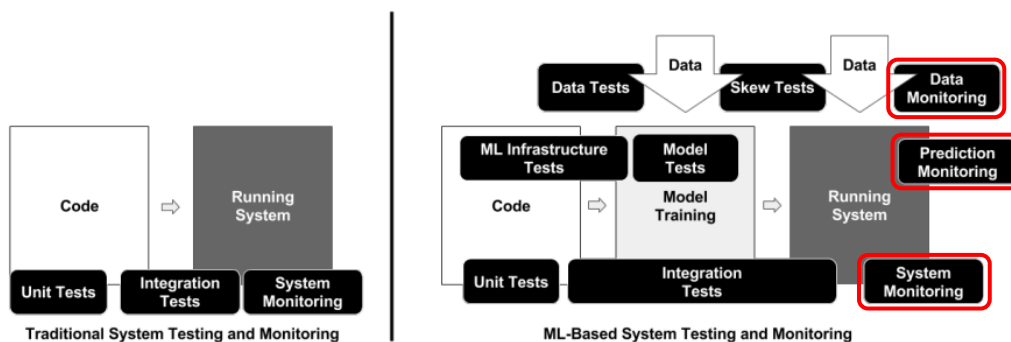 Code
Running
System
Unit Tests
Integration
Tests
System
Monitoring
Traditional System Testing and Monitoring
Data
Data
Data Tests
Skew Tests
Data
Monitoring
ML Infrastructure
Tests
Model
Tests
Prediction
Monitoring
Code
Model
Training
Running
System
Unit Tests
Integration
Tests
System
Monitoring
ML-Based System Testing and Monitoring